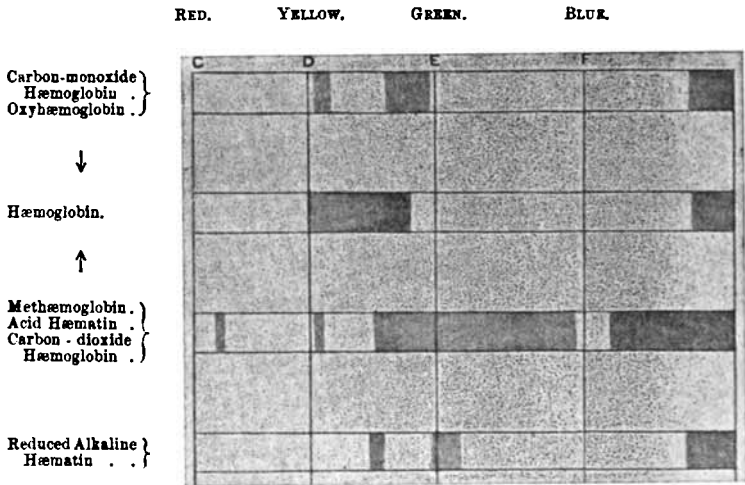 RED. YELLOW. GREEN. BLUE.
C D E F
Carbon-monoxide
Hæmoglobin .
Oxyhæmoglobin .
↓
Hæmoglobin.
↑
Methæmoglobin.
Acid Hæmatin .
Carbon - dioxide
Hæmoglobin .
Reduced Alkaline
Hæmatin . .